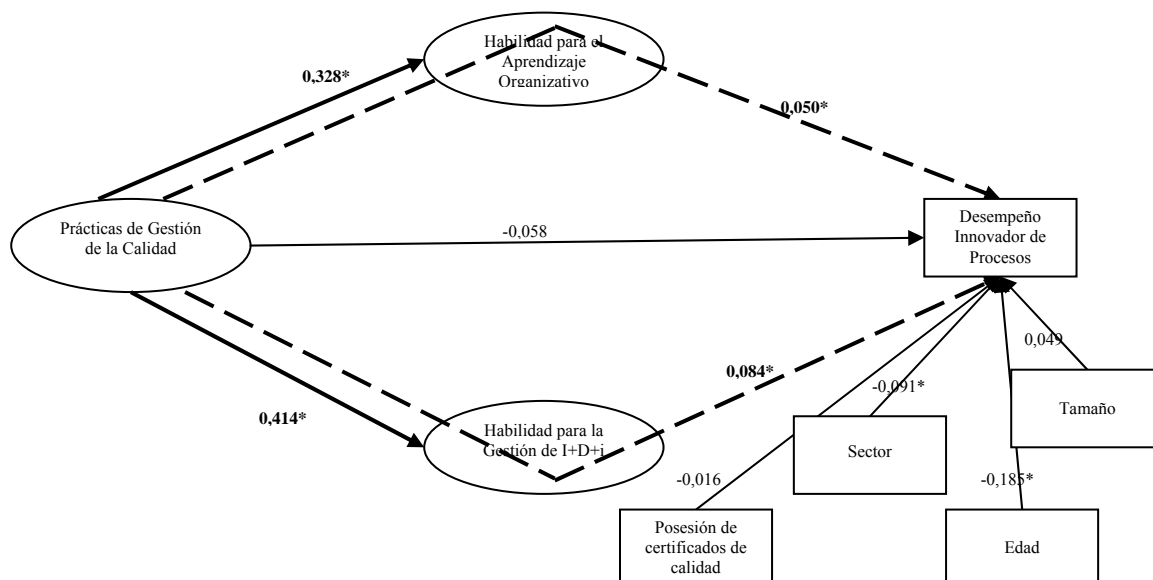 Habilidad para el
Aprendizaje
Organizativo
0,328*
0,050*
Prácticas de Gestión
de la Calidad
-0,058
Desempeño
Innovador de
Procesos
0,414*
Habilidad para la
Gestión de I+D+i
0,084*
-0,091*
0,049
Tamaño
Sector
-0,016
-0,185*
Posesión de
certificados de
calidad
Edad